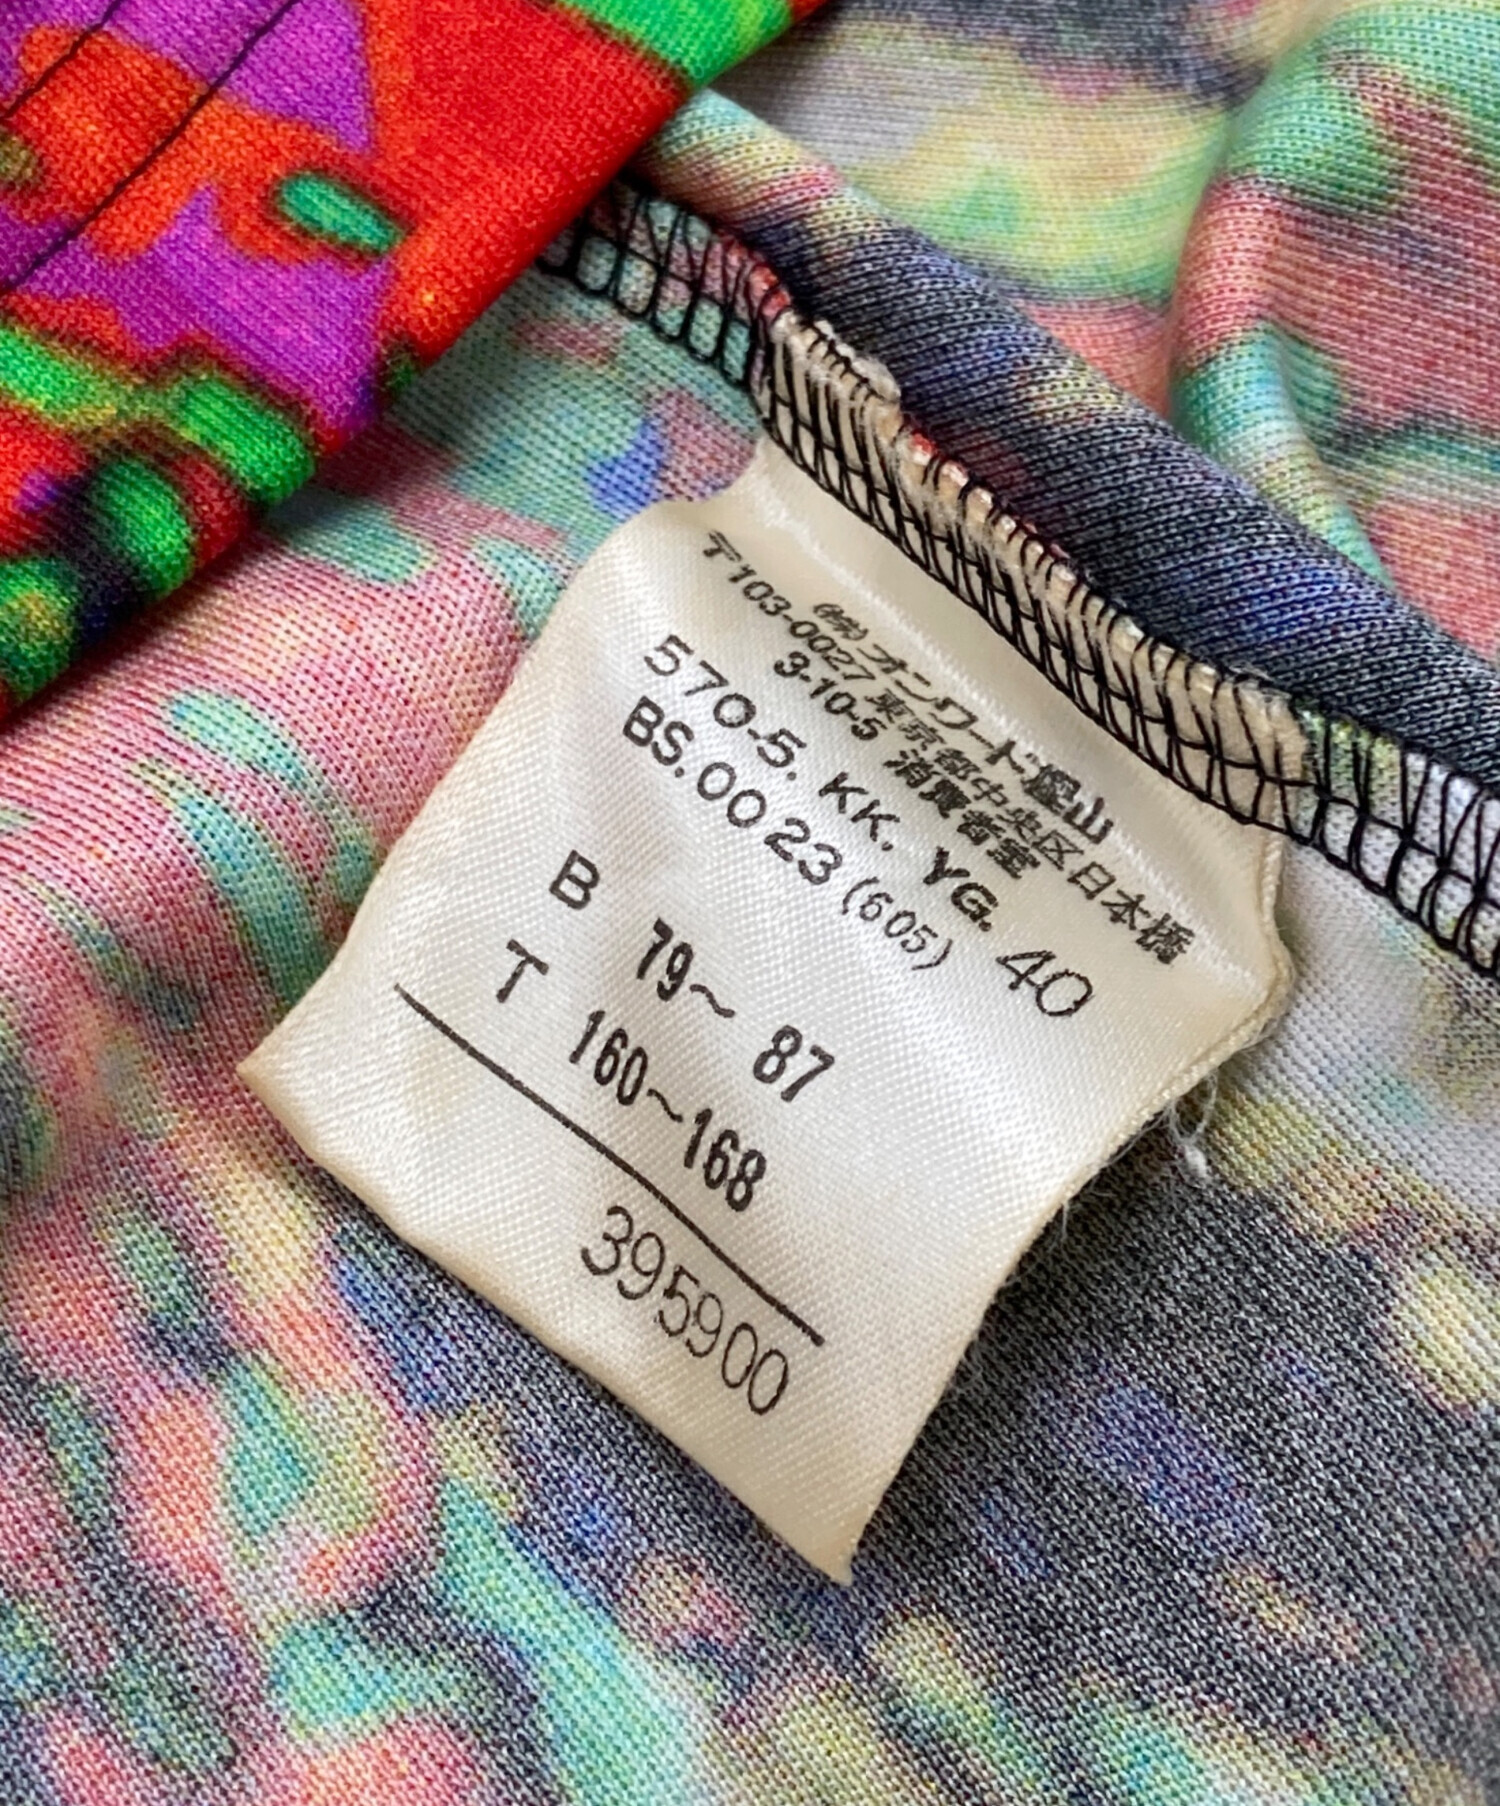 (株)オンワード樫山
〒103-0027 東京都中央区日本橋
3-10-5 消費者室
570-5. KK. YG. 40
BS.0023 (605)
B 79～ 87
T 160～168
395900